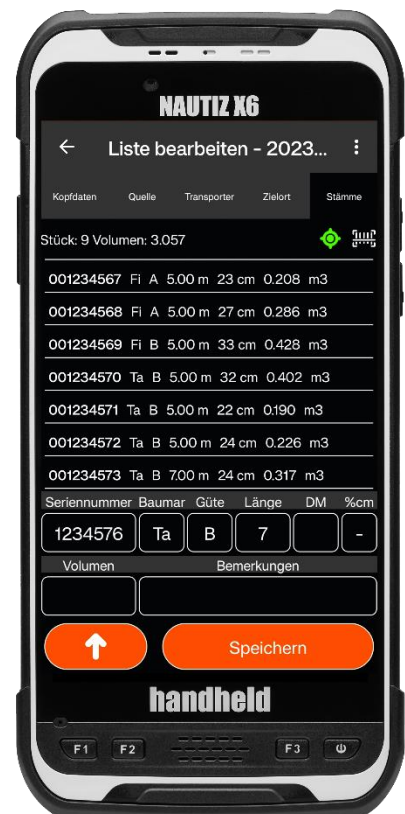 NAUTIZ X6
Liste bearbeiten - 2023...
Kopfdaten Quelle Transporter Zielort Stämme
Stück: 9 Volumen: 3.057
001234567 Fi A 5.00 m 23 cm 0.208 m3
001234568 Fi A 5.00 m 27 cm 0.286 m3
001234569 Fi B 5.00 m 33 cm 0.428 m3
001234570 Ta B 5.00 m 32 cm 0.402 m3
001234571 Ta B 5.00 m 22 cm 0.190 m3
001234572 Ta B 5.00 m 24 cm 0.226 m3
001234573 Ta B 7.00 m 24 cm 0.317 m3
Seriennummer Baumar Güte Länge DM %cm
1234576 Ta B 7 -
Volumen Bemerkungen
Speichern
handheld
F1 F2 F3